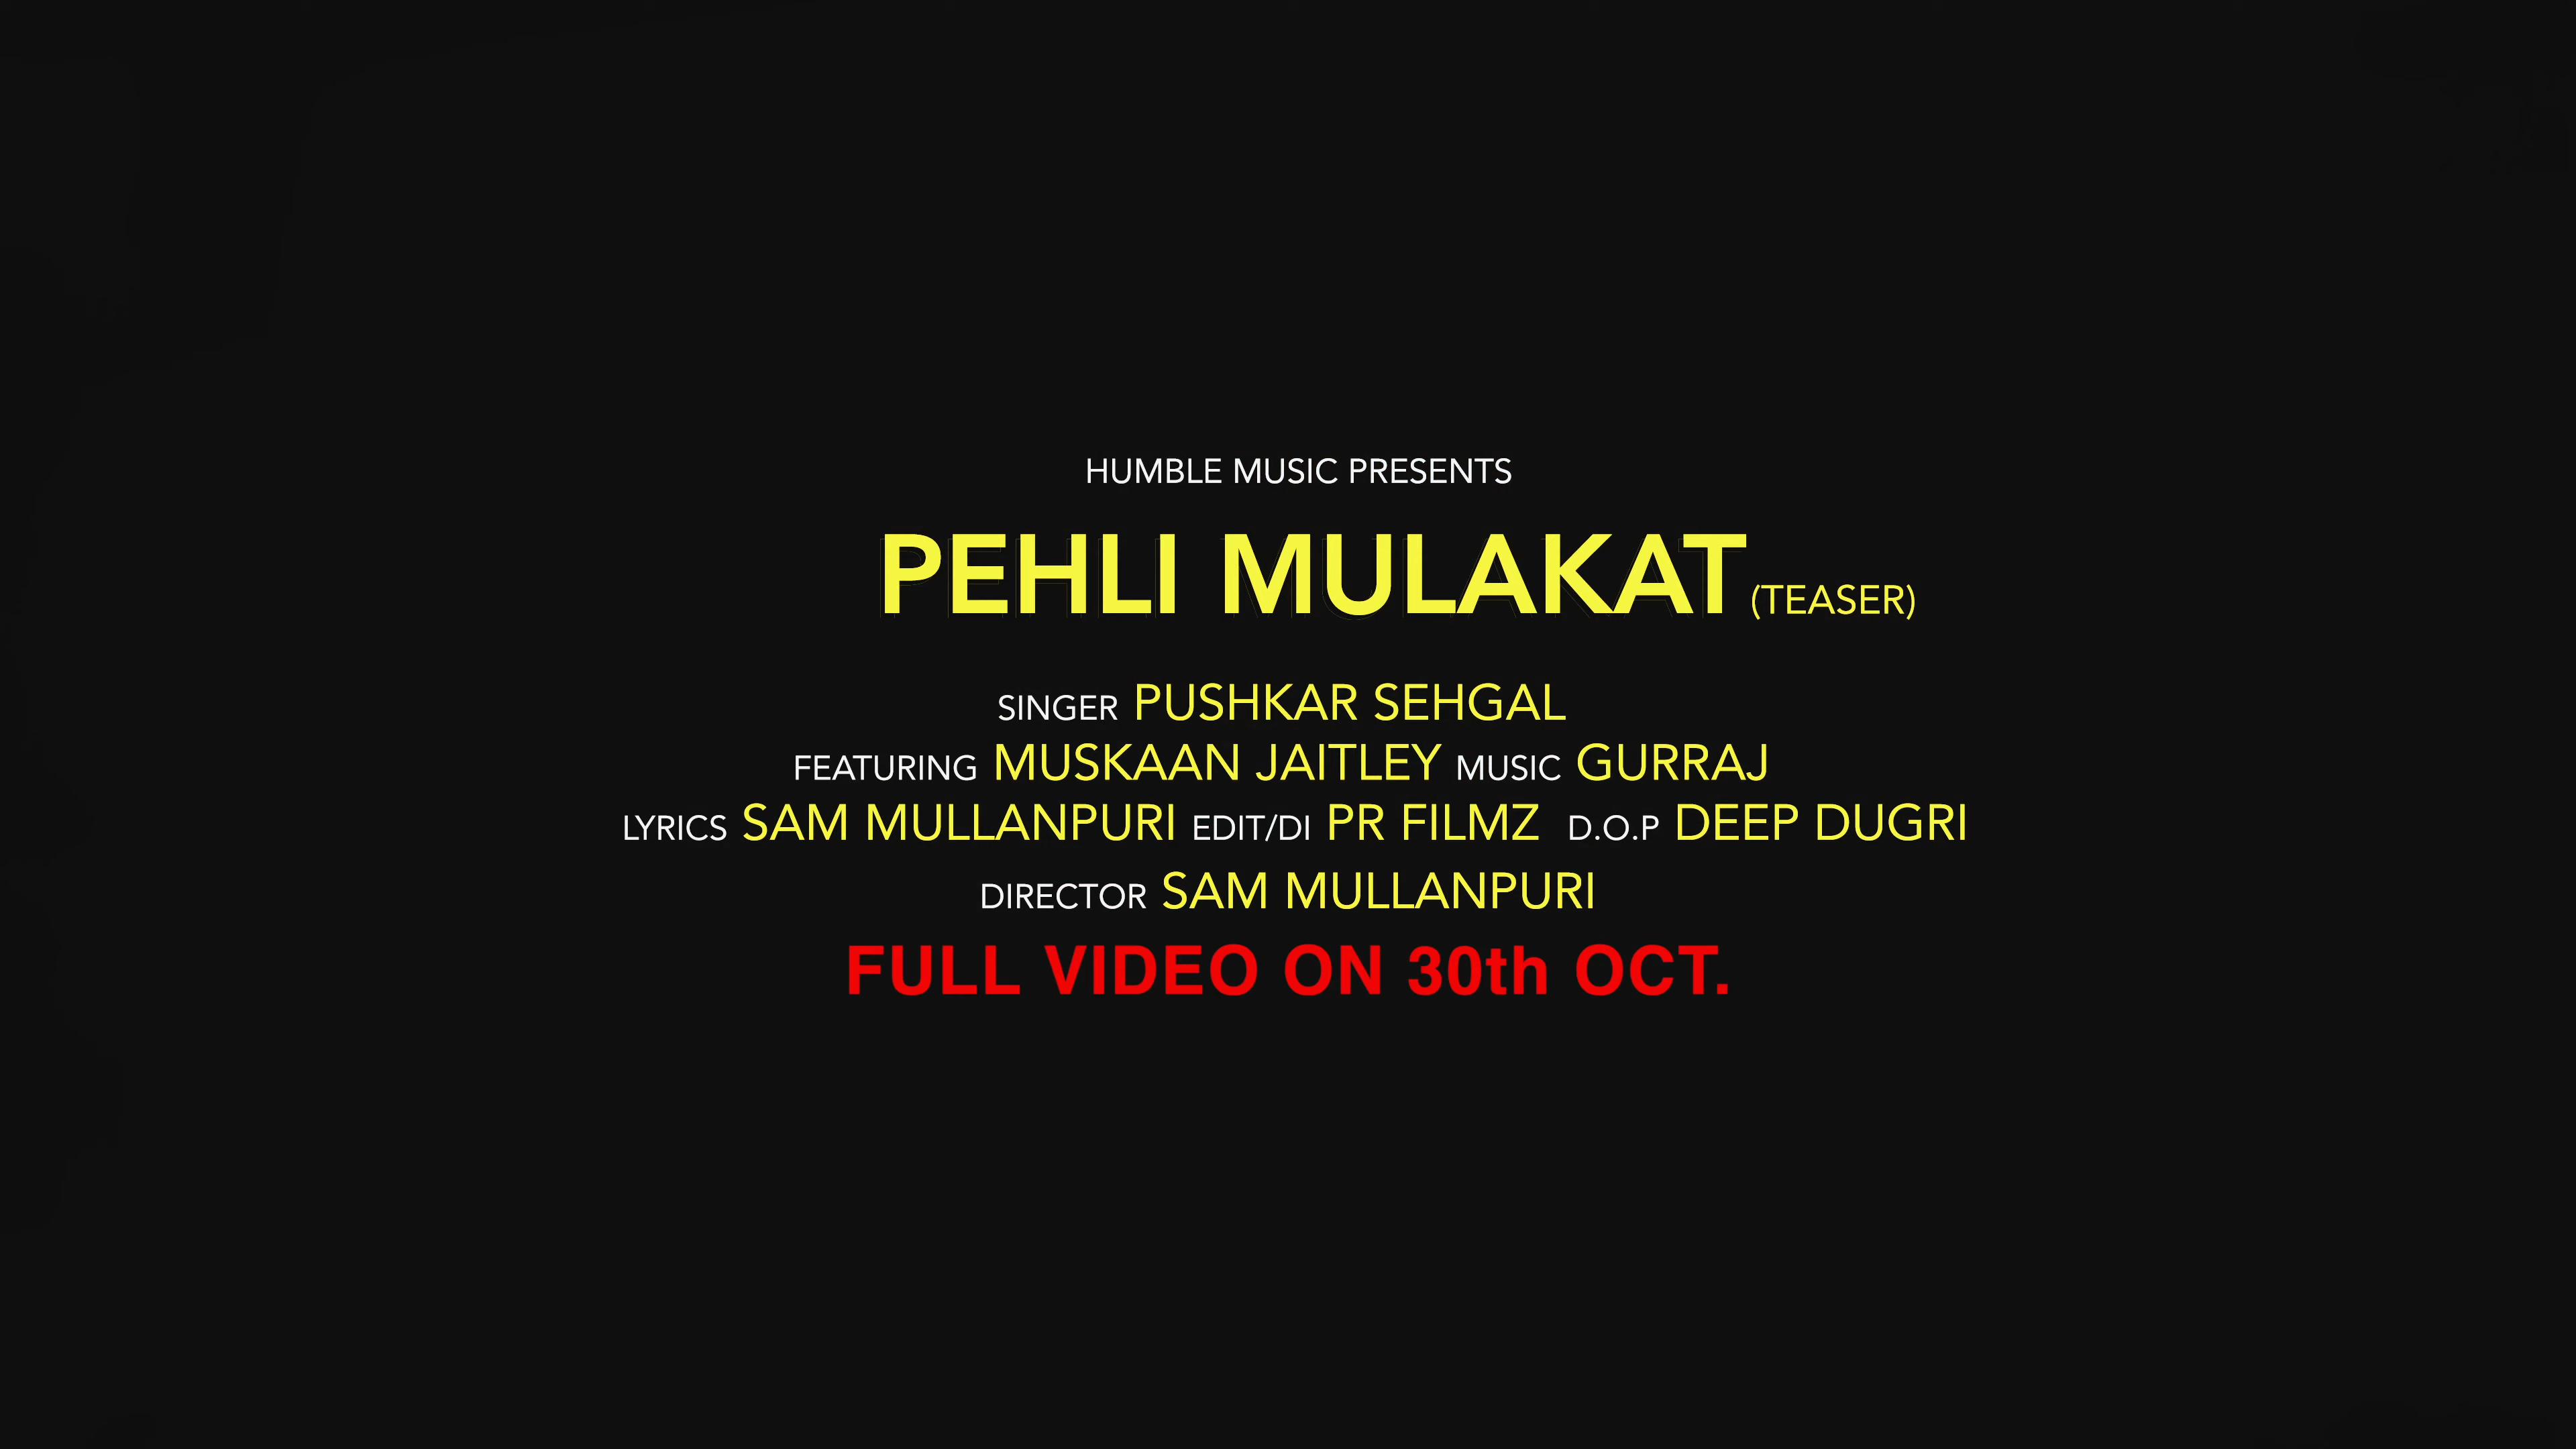 HUMBLE MUSIC PRESENTS
PEHLI MULAKAT (TEASER)
SINGER PUSHKAR SEHGAL
FEATURING MUSKAAN JAITLEY MUSIC GURRAJ
LYRICS SAM MULLANPURI EDIT/DI PR FILMZ D.O.P DEEP DUGRI
DIRECTOR SAM MULLANPURI
FULL VIDEO ON 30th OCT.